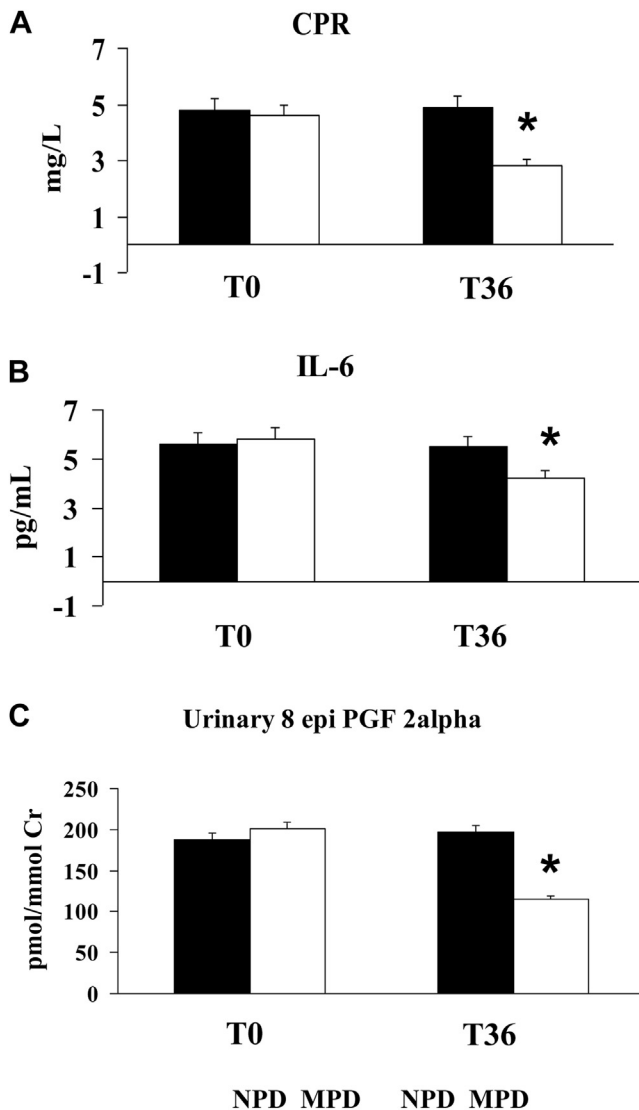 A
CPR
7
5
3
1
-1
mg/L
*
T0 T36
B
IL-6
7
5
3
1
-1
pg/mL
*
T0 T36
C
Urinary 8 epi PGF 2alpha
250
200
150
100
50
0
pmol/mmol Cr
*
T0 T36
NPD MPD NPD MPD